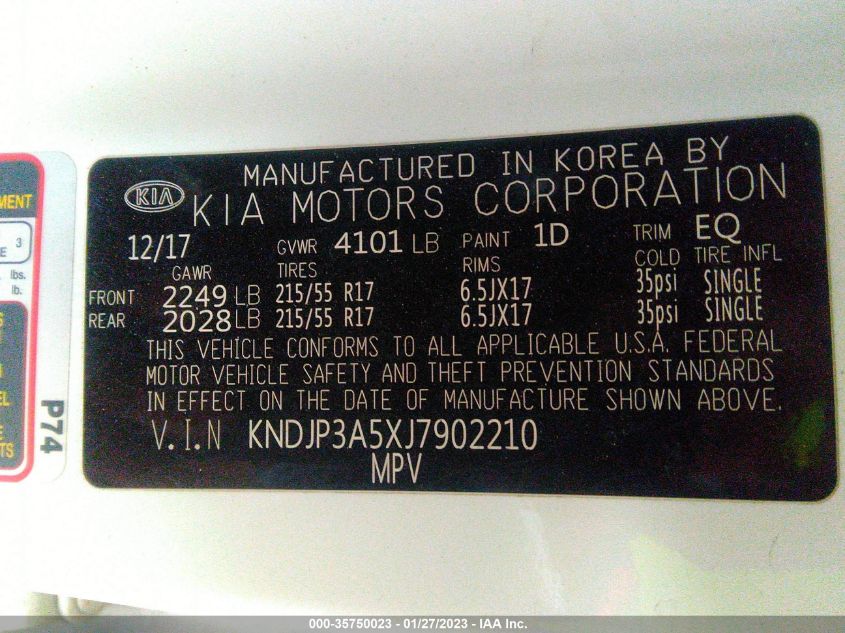 MANUFACTURED IN KOREA BY
KIA KIA MOTORS CORPORATION
12/17 GVWR 4101 LB PAINT 1D TRIM EQ
GAWR TIRES RIMS COLD TIRE INFL
FRONT 2249 LB 215/55 R17 6.5JX17 35psi SINGLE
REAR 2028 LB 215/55 R17 6.5JX17 35psi SINGLE
THIS VEHICLE CONFORMS TO ALL APPLICABLE U.S.A. FEDERAL
MOTOR VEHICLE SAFETY AND THEFT PREVENTION STANDARDS
IN EFFECT ON THE DATE OF MANUFACTURE SHOWN ABOVE.
V.I.N KNDJP3A5XJ7902210
MPV
3
lbs.
lb.
P74
000-35750023 - 01/27/2023 - IAA Inc.